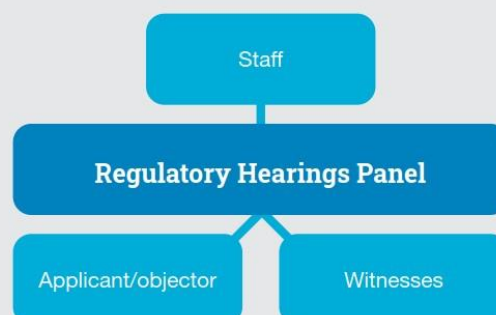 Staff
Regulatory Hearings Panel
Applicant/objector
Witnesses